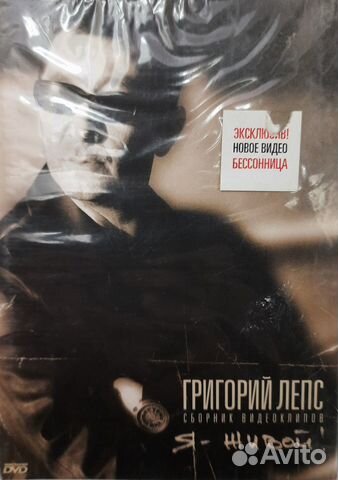 ЭКСКЛЮЗИВ!
НОВОЕ ВИДЕО
БЕССОННИЦА
ГРИГОРИЙ ЛЕПС
СБОРНИК ВИДЕОКЛИПОВ
Я - живой!
DVD
Avito